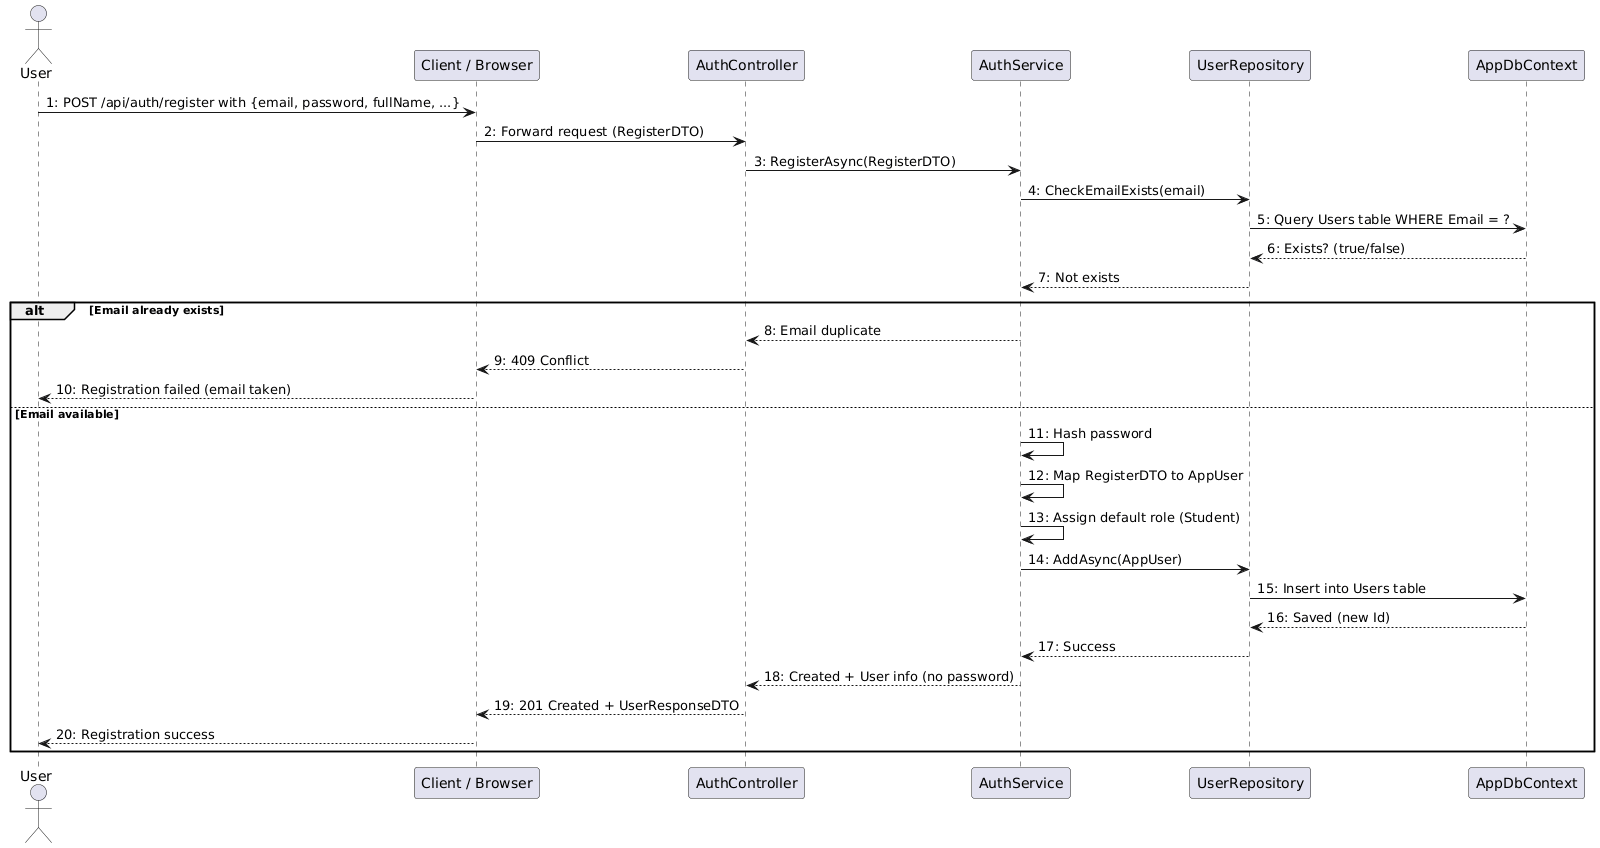 User
Client / Browser
AuthController
AuthService
UserRepository
AppDbContext
1: POST /api/auth/register with {email, password, fullName, ...}
2: Forward request (RegisterDTO)
3: RegisterAsync(RegisterDTO)
4: CheckEmailExists(email)
5: Query Users table WHERE Email = ?
6: Exists? (true/false)
7: Not exists
alt
[Email already exists]
8: Email duplicate
9: 409 Conflict
10: Registration failed (email taken)
[Email available]
11: Hash password
12: Map RegisterDTO to AppUser
13: Assign default role (Student)
14: AddAsync(AppUser)
15: Insert into Users table
16: Saved (new Id)
17: Success
18: Created + User info (no password)
19: 201 Created + UserResponseDTO
20: Registration success
User
Client / Browser
AuthController
AuthService
UserRepository
AppDbContext